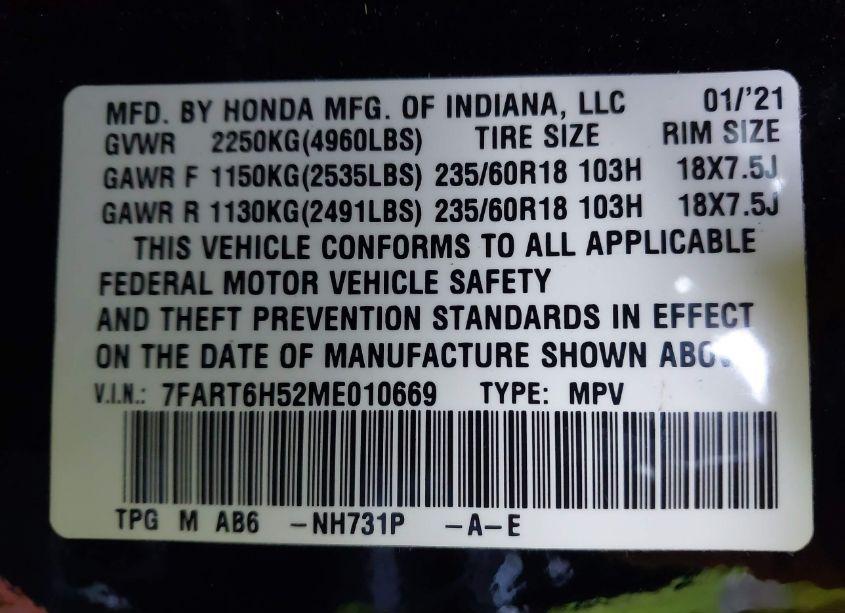 MFD. BY HONDA MFG. OF INDIANA, LLC 01/'21
GVWR 2250KG(4960LBS) TIRE SIZE RIM SIZE
GAWR F 1150KG(2535LBS) 235/60R18 103H 18X7.5J
GAWR R 1130KG(2491LBS) 235/60R18 103H 18X7.5J
THIS VEHICLE CONFORMS TO ALL APPLICABLE
FEDERAL MOTOR VEHICLE SAFETY
AND THEFT PREVENTION STANDARDS IN EFFECT
ON THE DATE OF MANUFACTURE SHOWN
V.I.N.: 7FART6H52ME010669 TYPE: MPV
TPG M AB6 -NH731P -A-E